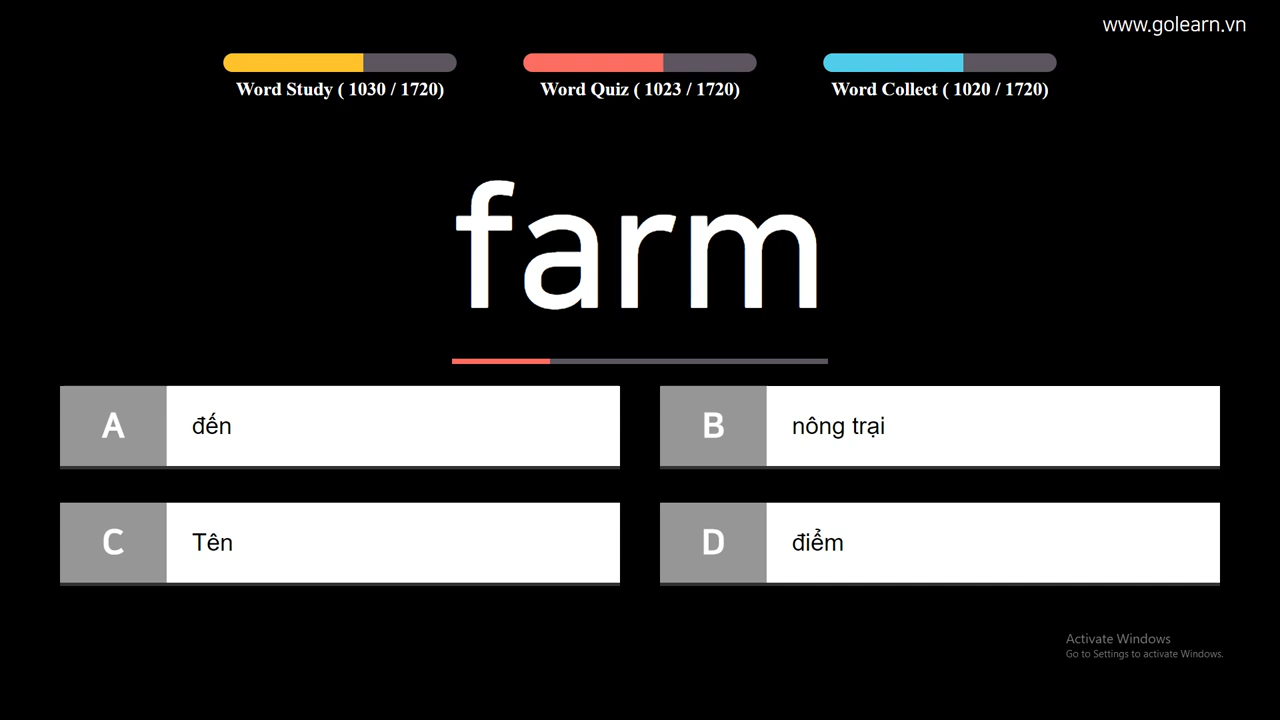 www.golearn.vn
Word Study ( 1030 / 1720)
Word Quiz ( 1023 / 1720)
Word Collect ( 1020 / 1720)
farm
A đến
B nông trại
C Tên
D điểm
Activate Windows
Go to Settings to activate Windows.